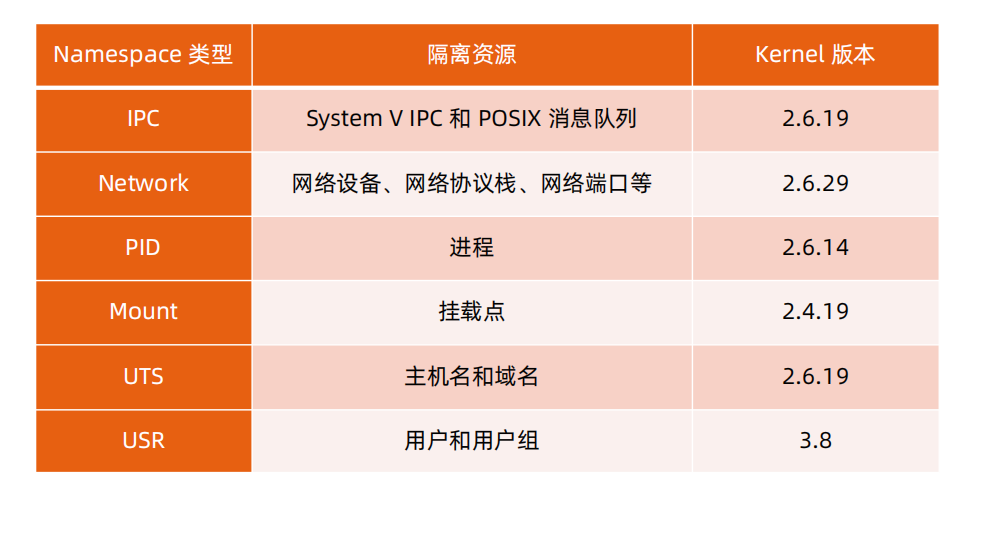 Namespace 类型 隔离资源 Kernel 版本
IPC System V IPC 和 POSIX 消息队列 2.6.19
Network 网络设备、网络协议栈、网络端口等 2.6.29
PID 进程 2.6.14
Mount 挂载点 2.4.19
UTS 主机名和域名 2.6.19
USR 用户和用户组 3.8